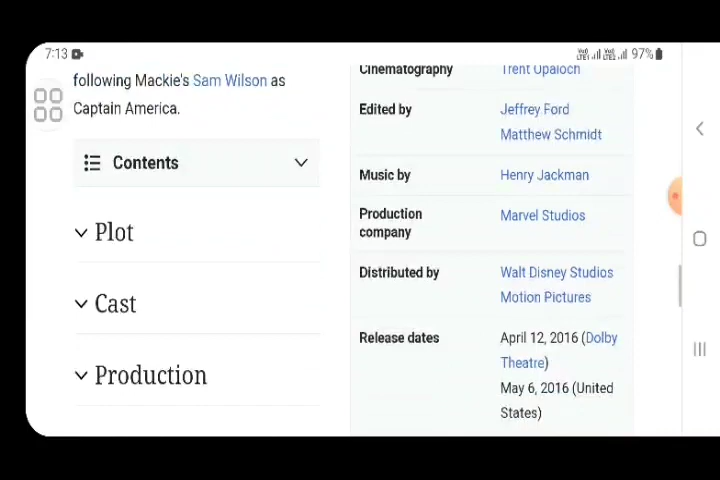 7:13
97%
following Mackie's Sam Wilson as
Captain America.
Contents
Plot
Cast
Production
Cinematography
Trent Opaloch
Edited by
Jeffrey Ford
Matthew Schmidt
Music by
Henry Jackman
Production
company
Marvel Studios
Distributed by
Walt Disney Studios
Motion Pictures
Release dates
April 12, 2016 (Dolby
Theatre)
May 6, 2016 (United
States)